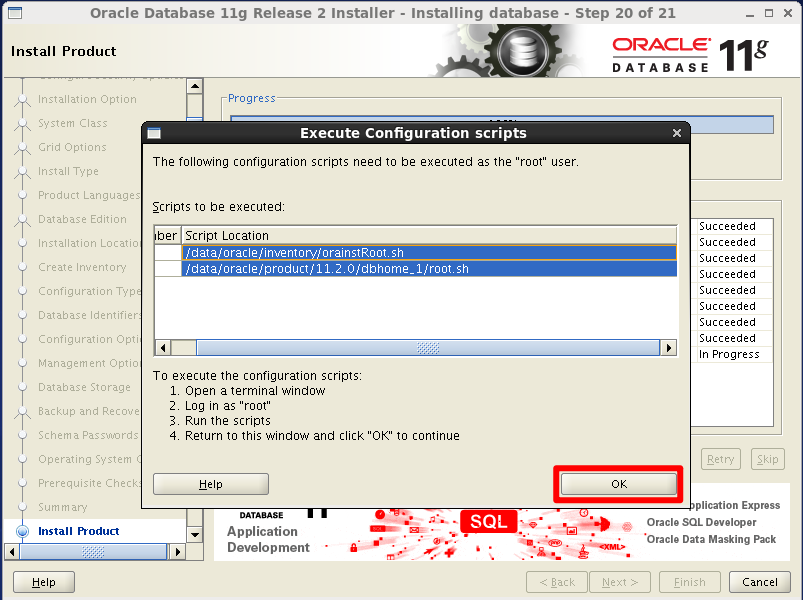 Oracle Database 11g Release 2 Installer - Installing database - Step 20 of 21
Install Product
ORACLE
DATABASE
11g
Installation Option
System Class
Grid Options
Install Type
Product Languages
Database Edition
Installation Location
Create Inventory
Configuration Type
Database Identifiers
Configuration Opti
Management Option
Database Storage
Backup and Recove
Schema Passwords
Operating System
Prerequisite Checks
Summary
Install Product
Progress
Execute Configuration scripts
The following configuration scripts need to be executed as the "root" user.
Scripts to be executed:
ber Script Location
/data/oracle/inventory/orainstRoot.sh
/data/oracle/product/11.2.0/dbhome_1/root.sh
To execute the configuration scripts:
1. Open a terminal window
2. Log in as "root"
3. Run the scripts
4. Return to this window and click "OK" to continue
Help
OK
Succeeded
Succeeded
Succeeded
Succeeded
Succeeded
Succeeded
Succeeded
Succeeded
In Progress
Retry
Skip
DATABASE
Application
Development
SQL
<XML>
pplication Express
Oracle SQL Developer
Oracle Data Masking Pack
Help
< Back
Next >
Finish
Cancel